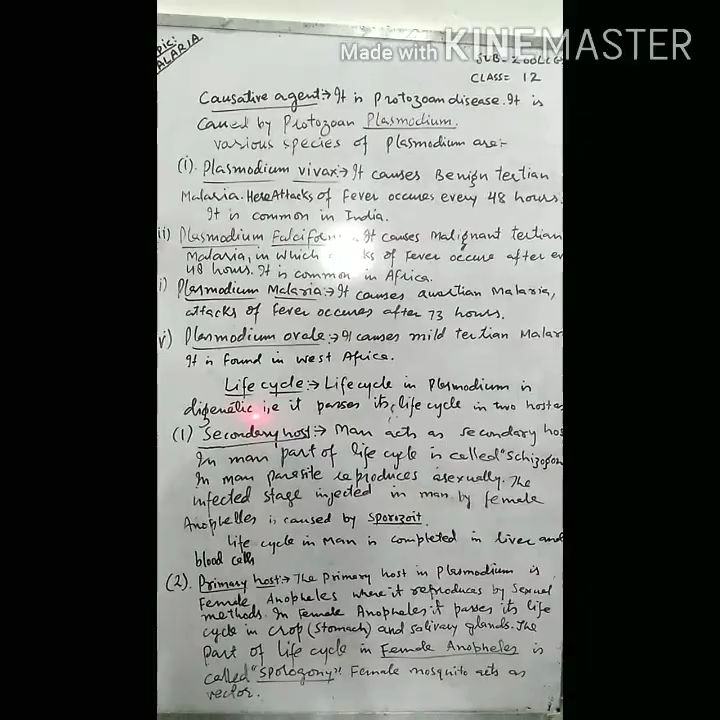 Made with KINEMASTER
PIC:
ALARIA
SUB- ZOOLOG
CLASS= 12
Causative agent:→ It is Protozoan disease. It is
Caused by Protozoan Plasmodium.
various species of Plasmodium are:-
(i). Plasmodium vivax:→ It causes Benign tertian
Malaria. Here Attacks of fever occures every 48 hours.
It is common in India.
ii) Plasmodium falcifor It causes malignant tertian
Malaria, in which ks of fever occure after ev
48 hours. It is common in Africa.
i) Plasmodium Malaria:→ It causes quartian Malaria,
attacks of fever occures after 73 hours.
v) Plasmodium ovale:→ It causes mild tertian Malar
It is found in west Africa.
Life cycle:→ Life cycle in Plasmodium is
digenetic i,e it passes its life cycle in two hosts
(1) Secondary host:→ Man acts as secondary hos
In man part of life cycle is called "Schizogon
In man parasite reproduces asexually. The
infected stage injected in man by female
Anophelles is caused by sporozoit.
Life cycle in Man is completed in liver and
blood cells
(2). Primary host:→ The Primary host in Plasmodium is
Female Anopheles where it reproduces by sexual
methods. In Female Anopheles it passes its life
cycle in crop (stomach) and salivary glands. The
part of life cycle in Female Anopheles is
called "sporogony". Female mosquito acts as
vector.